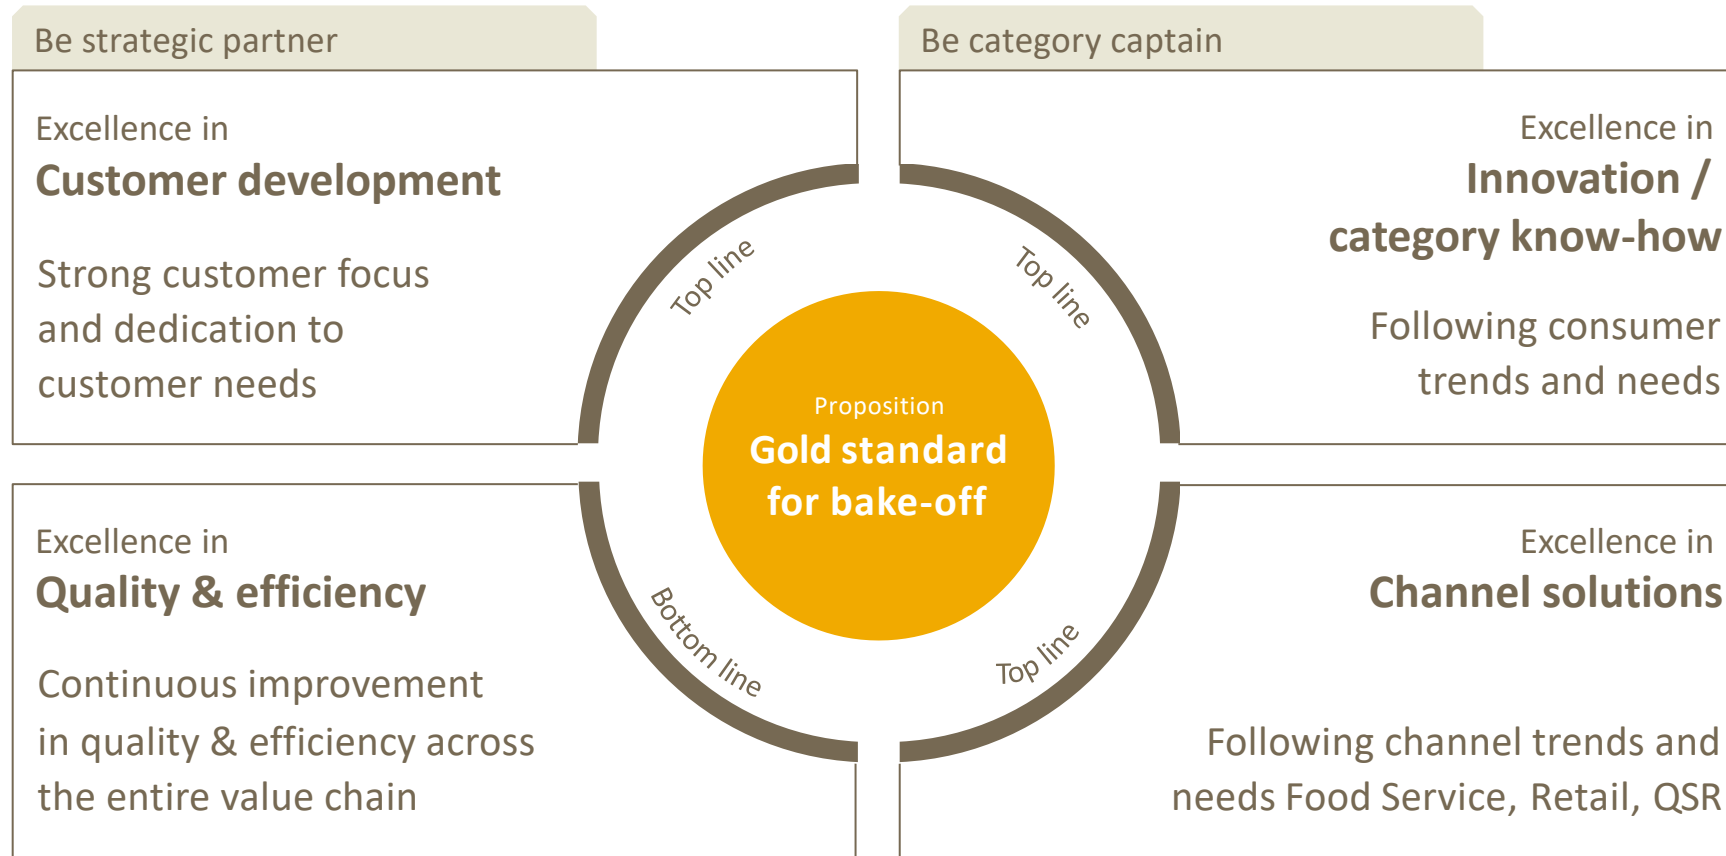 Be strategic partner
Excellence in
Customer development
Strong customer focus
and dedication to
customer needs
Top line
Be category captain
Excellence in
Innovation /
category know-how
Following consumer
trends and needs
Top line
Proposition
Gold standard
for bake-off
Excellence in
Quality & efficiency
Continuous improvement
in quality & efficiency across
the entire value chain
Bottom line
Excellence in
Channel solutions
Following channel trends and
needs Food Service, Retail, QSR
Top line